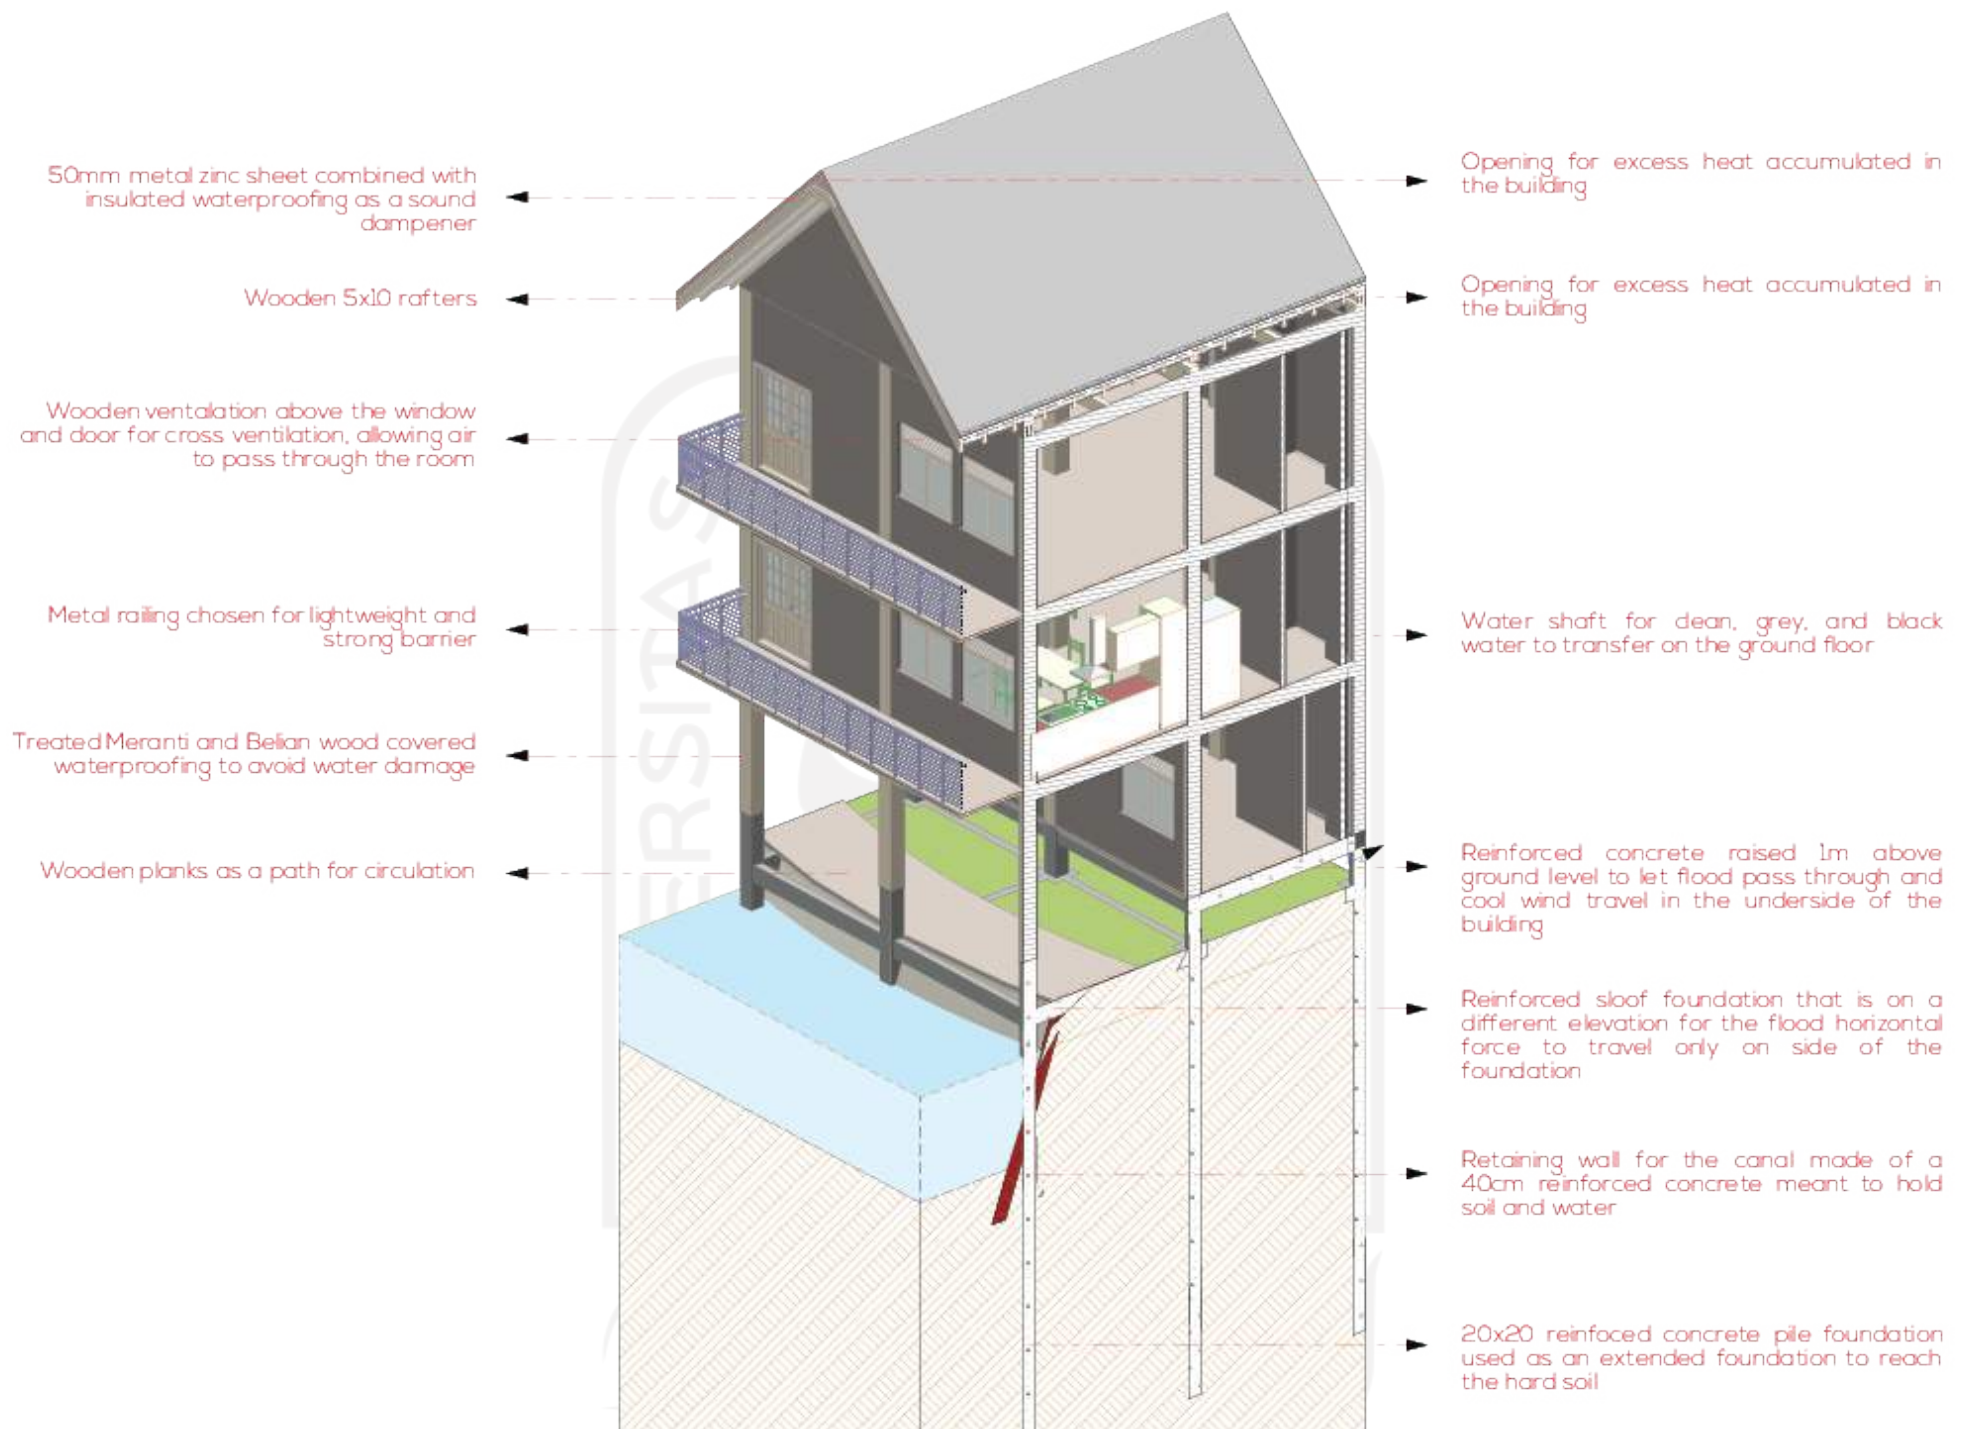 50mm metal zinc sheet combined with
insulated waterproofing as a sound
dampener
Wooden 5x10 rafters
Wooden ventalation above the window
and door for cross ventilation, allowing air
to pass through the room
Metal railing chosen for lightweight and
strong barrier
Treated Meranti and Belian wood covered
waterproofing to avoid water damage
Wooden planks as a path for circulation
Opening for excess heat accumulated in
the building
Opening for excess heat accumulated in
the building
Water shaft for clean, grey, and black
water to transfer on the ground floor
Reinforced concrete raised 1m above
ground level to let flood pass through and
cool wind travel in the underside of the
building
Reinforced sloof foundation that is on a
different elevation for the flood horizontal
force to travel only on side of the
foundation
Retaining wall for the canal made of a
40cm reinforced concrete meant to hold
soil and water
20x20 reinfoced concrete pile foundation
used as an extended foundation to reach
the hard soil
ERSITAS